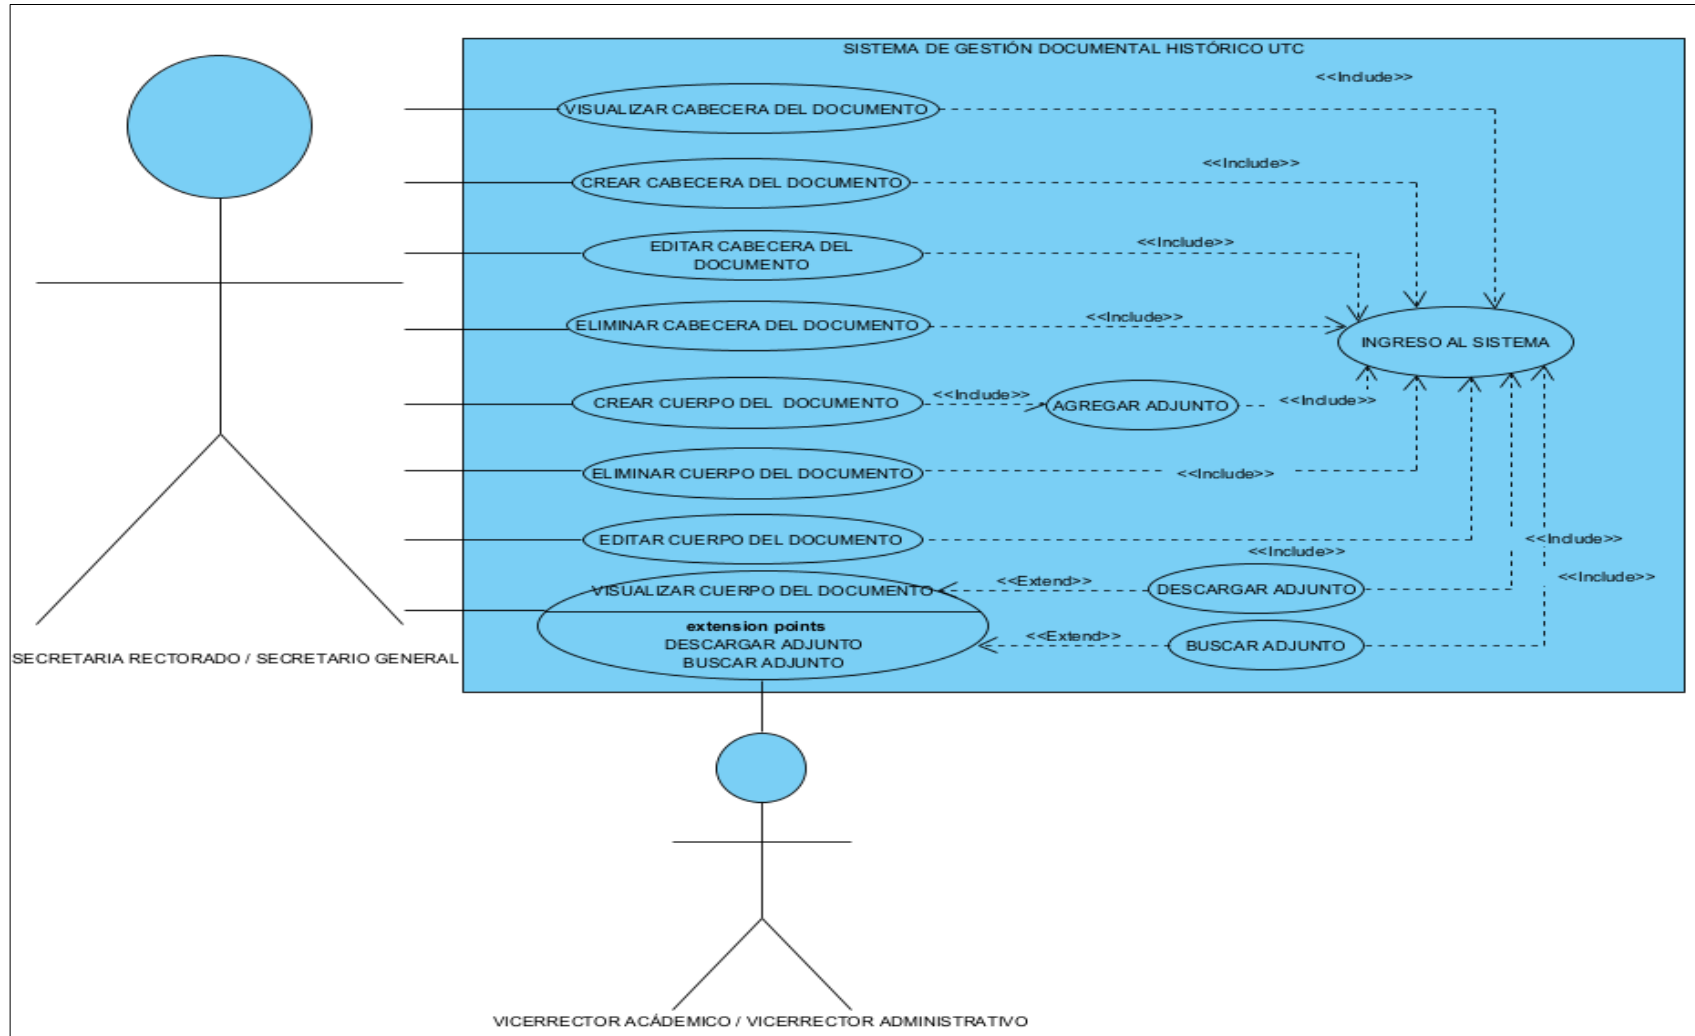 SISTEMA DE GESTIÓN DOCUMENTAL HISTÓRICO UTC
<<Include>>
VISUALIZAR CABECERA DEL DOCUMENTO
<<Include>>
CREAR CABECERA DEL DOCUMENTO
<<Include>>
EDITAR CABECERA DEL
DOCUMENTO
<<Include>>
ELIMINAR CABECERA DEL DOCUMENTO
INGRESO AL SISTEMA
<<Include>>
CREAR CUERPO DEL DOCUMENTO
AGREGAR ADJUNTO
<<Include>>
ELIMINAR CUERPO DEL DOCUMENTO
<<Include>>
EDITAR CUERPO DEL DOCUMENTO
<<Include>>
<<Include>>
<<Include>>
<<Extend>>
VISUALIZAR CUERPO DEL DOCUMENTO
DESCARGAR ADJUNTO
extension points
DESCARGAR ADJUNTO
BUSCAR ADJUNTO
<<Extend>>
BUSCAR ADJUNTO
SECRETARIA RECTORADO / SECRETARIO GENERAL
VICERRECTOR ACÁDEMICO / VICERRECTOR ADMINISTRATIVO